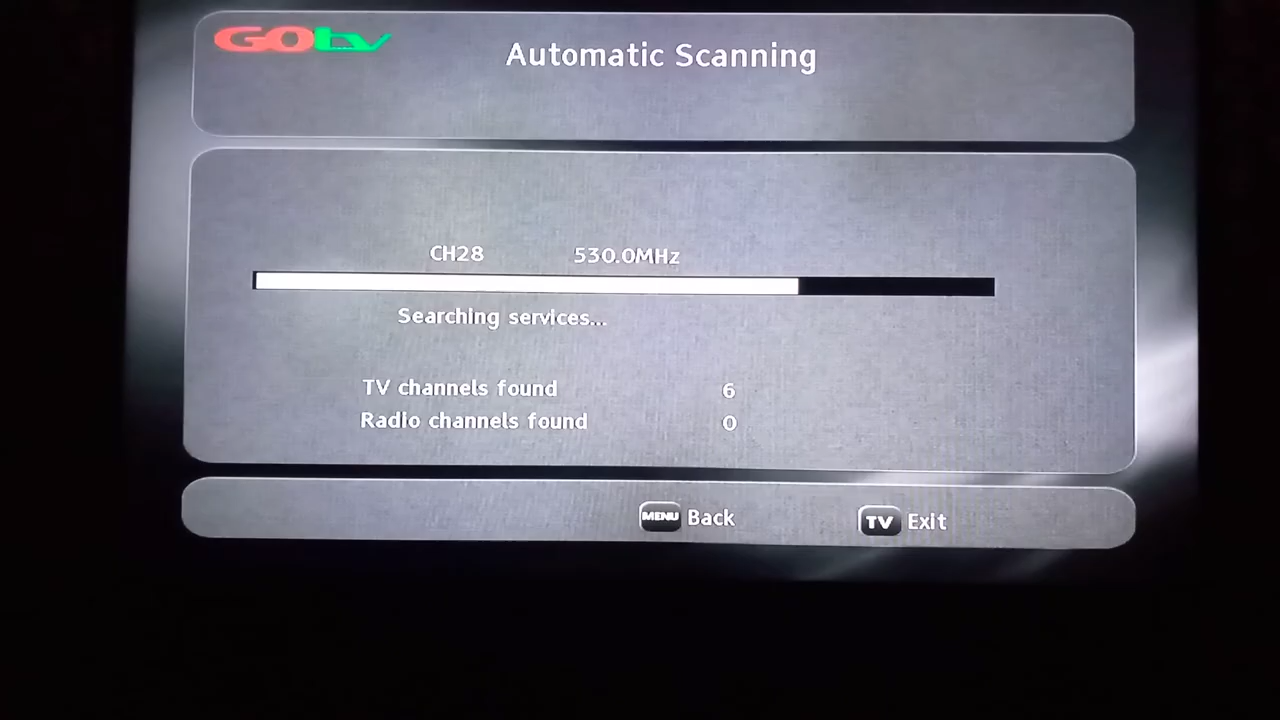 GOtv
Automatic Scanning
CH28 530.0MHz
Searching services...
TV channels found 6
Radio channels found 0
MENU Back TV Exit